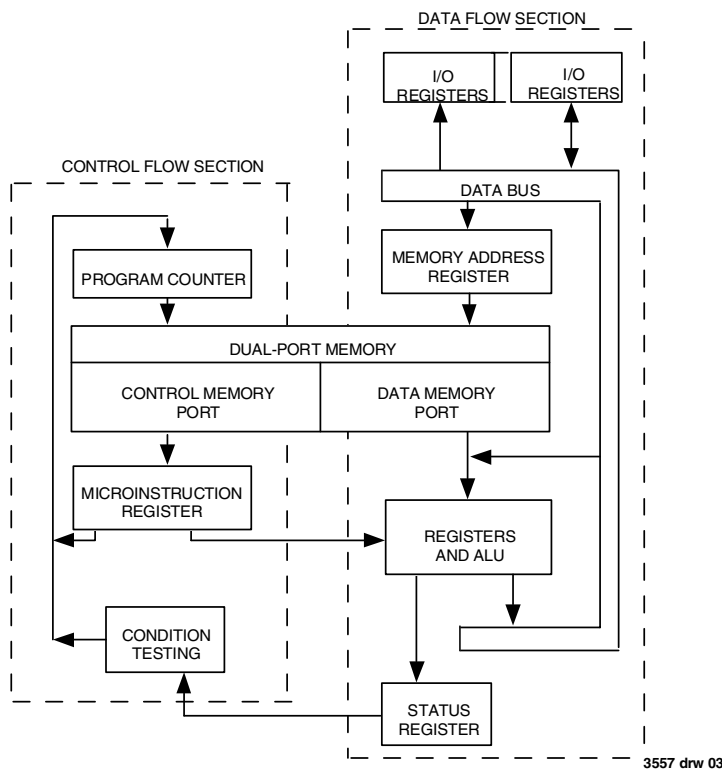 DATA FLOW SECTION
I/O
REGISTERS
I/O
REGISTERS
CONTROL FLOW SECTION
DATA BUS
PROGRAM COUNTER
MEMORY ADDRESS
REGISTER
DUAL-PORT MEMORY
CONTROL MEMORY
PORT
DATA MEMORY
PORT
MICROINSTRUCTION
REGISTER
REGISTERS
AND ALU
CONDITION
TESTING
STATUS
REGISTER
3557 drw 03